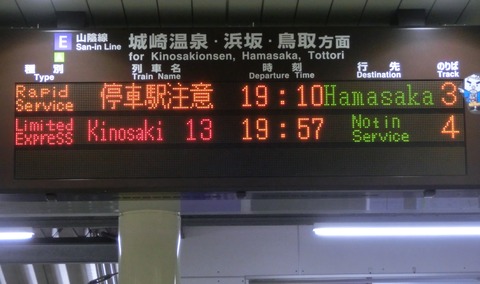 E 山陰線 城崎温泉・浜坂・鳥取方面
San-in Line for Kinosakionsen, Hamasaka, Tottori
種別 列車名 時刻 行先 のりば
Type Train Name Departure Time Destination Track
Rapid Service 停車駅注意 19:10 Hamasaka 3
Limited Express Kinosaki 13 19:57 Not in Service 4